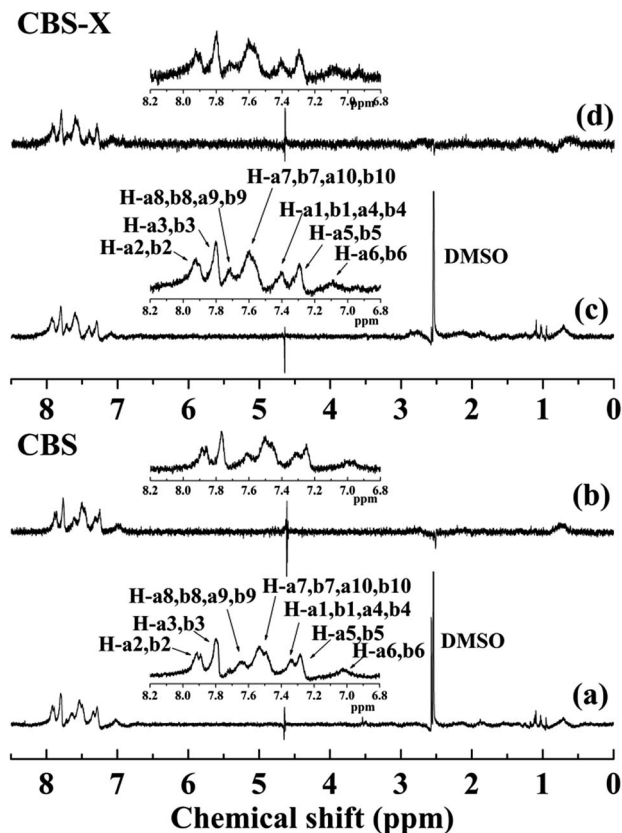 CBS-X
8.2 8.0 7.8 7.6 7.4 7.2 7.0 6.8
ppm
(d)
H-a7,b7,a10,b10
H-a8,b8,a9,b9
H-a1,b1,a4,b4
H-a3,b3
H-a5,b5
H-a2,b2
H-a6,b6
DMSO
8.2 8.0 7.8 7.6 7.4 7.2 7.0 6.8
ppm
(c)
8 7 6 5 4 3 2 1 0
CBS
8.2 8.0 7.8 7.6 7.4 7.2 7.0 6.8
ppm
(b)
H-a7,b7,a10,b10
H-a8,b8,a9,b9
H-a1,b1,a4,b4
H-a3,b3
H-a5,b5
H-a2,b2
H-a6,b6
DMSO
8.2 8.0 7.8 7.6 7.4 7.2 7.0 6.8
ppm
(a)
8 7 6 5 4 3 2 1 0
Chemical shift (ppm)